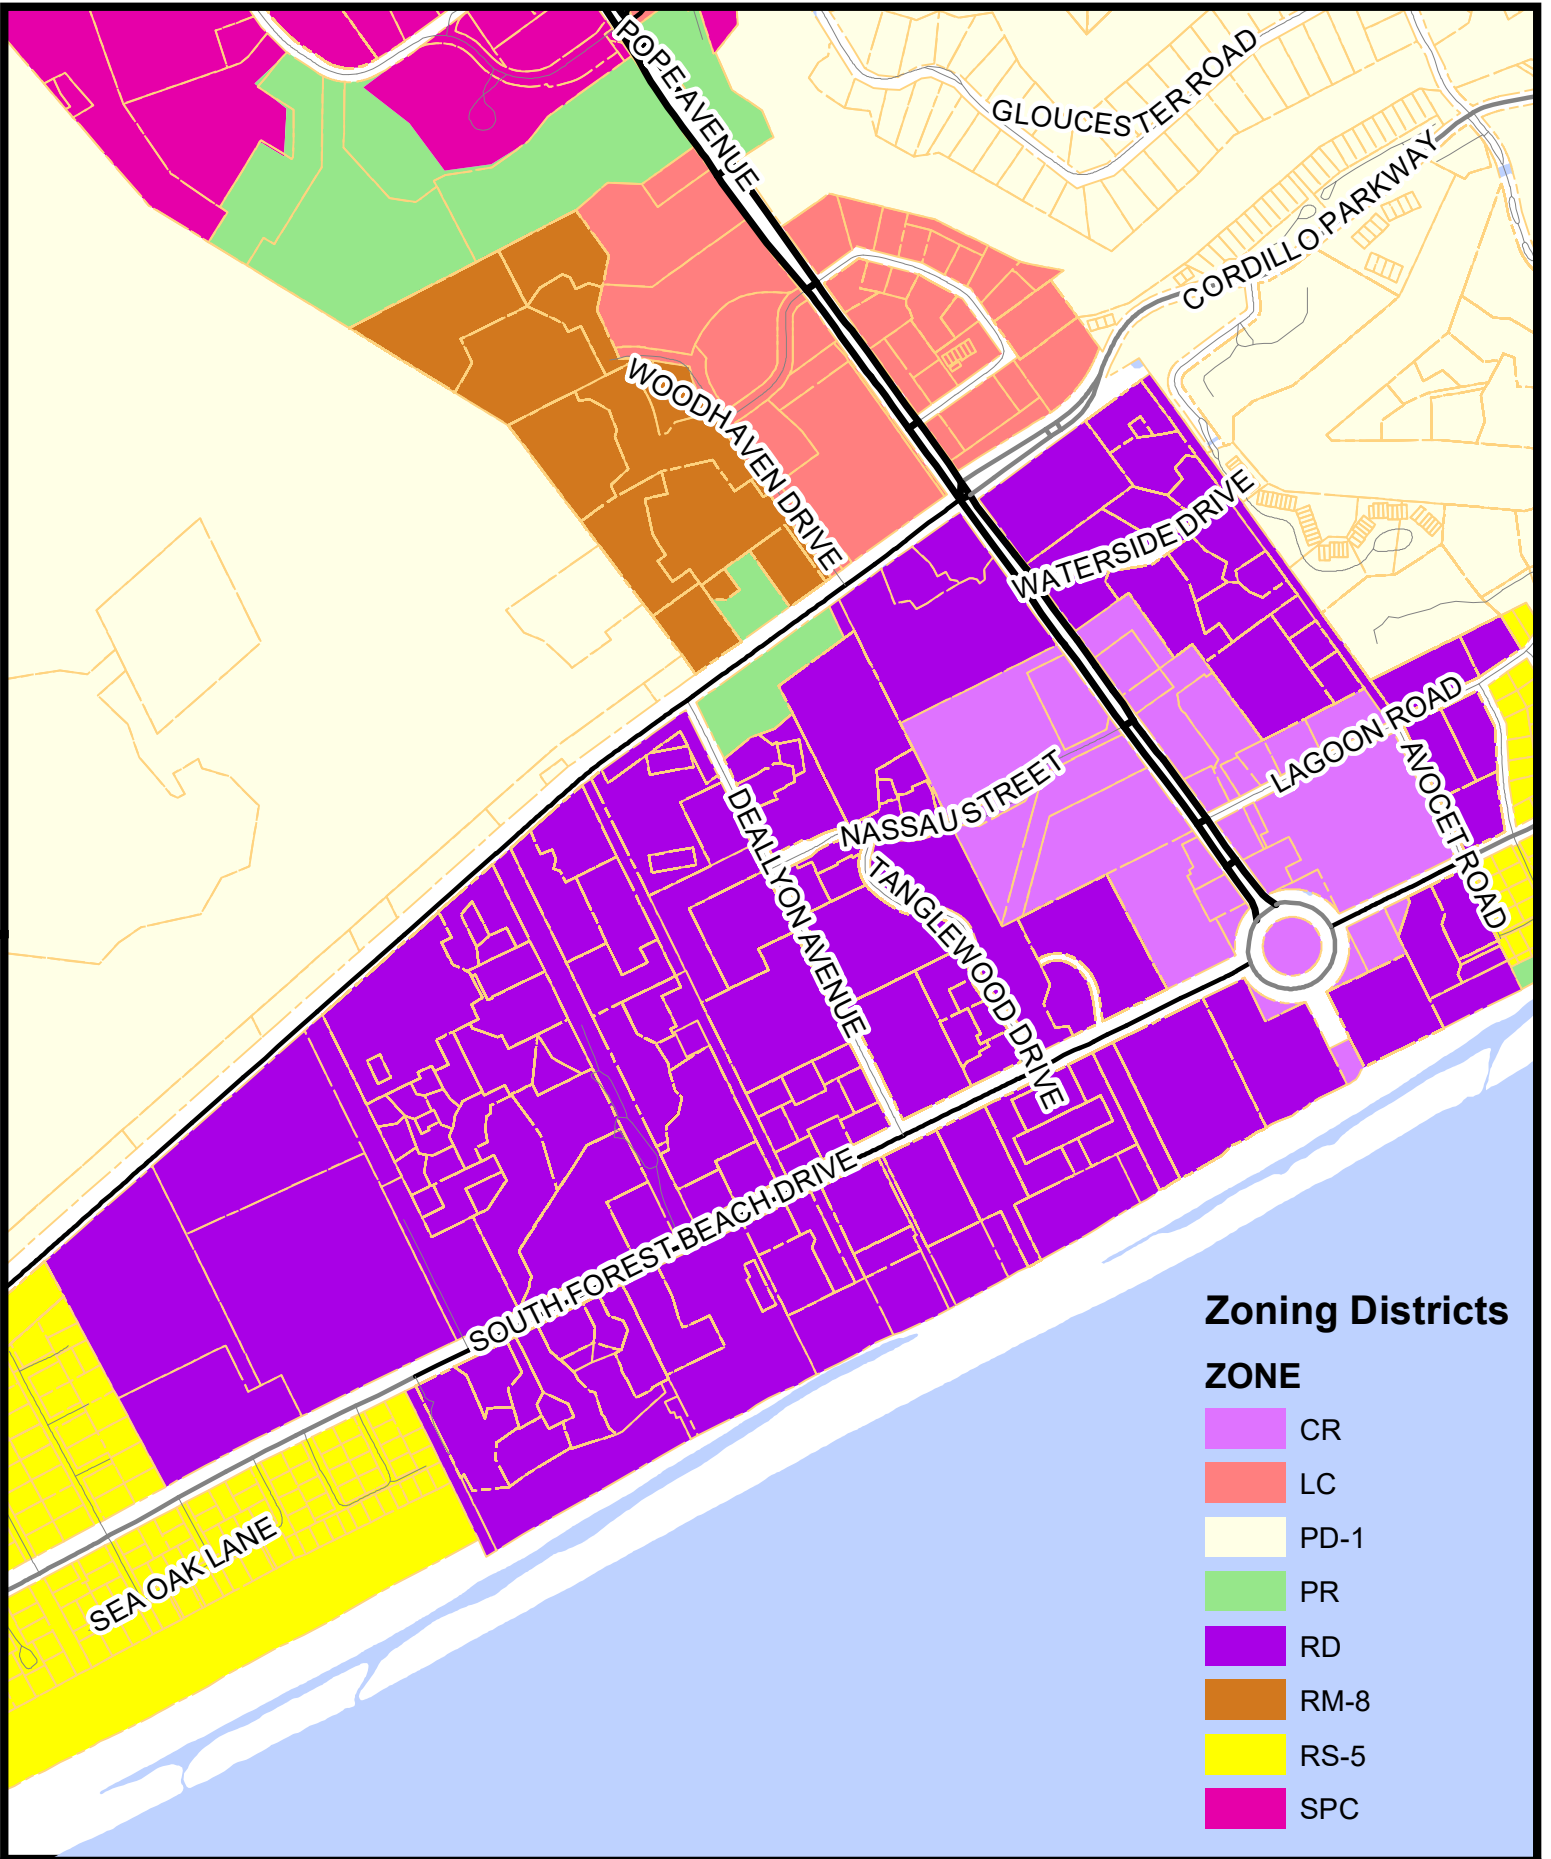 POPE AVENUE
GLOUCESTER ROAD
CORDILLO PARKWAY
WOODHAVEN DRIVE
WATERSIDE DRIVE
LAGOON ROAD
AVOCET ROAD
NASSAU STREET
DEALLYON AVENUE
TANGLEWOOD DRIVE
SOUTH FOREST BEACH DRIVE
SEA OAK LANE
Zoning Districts
ZONE
CR
LC
PD-1
PR
RD
RM-8
RS-5
SPC